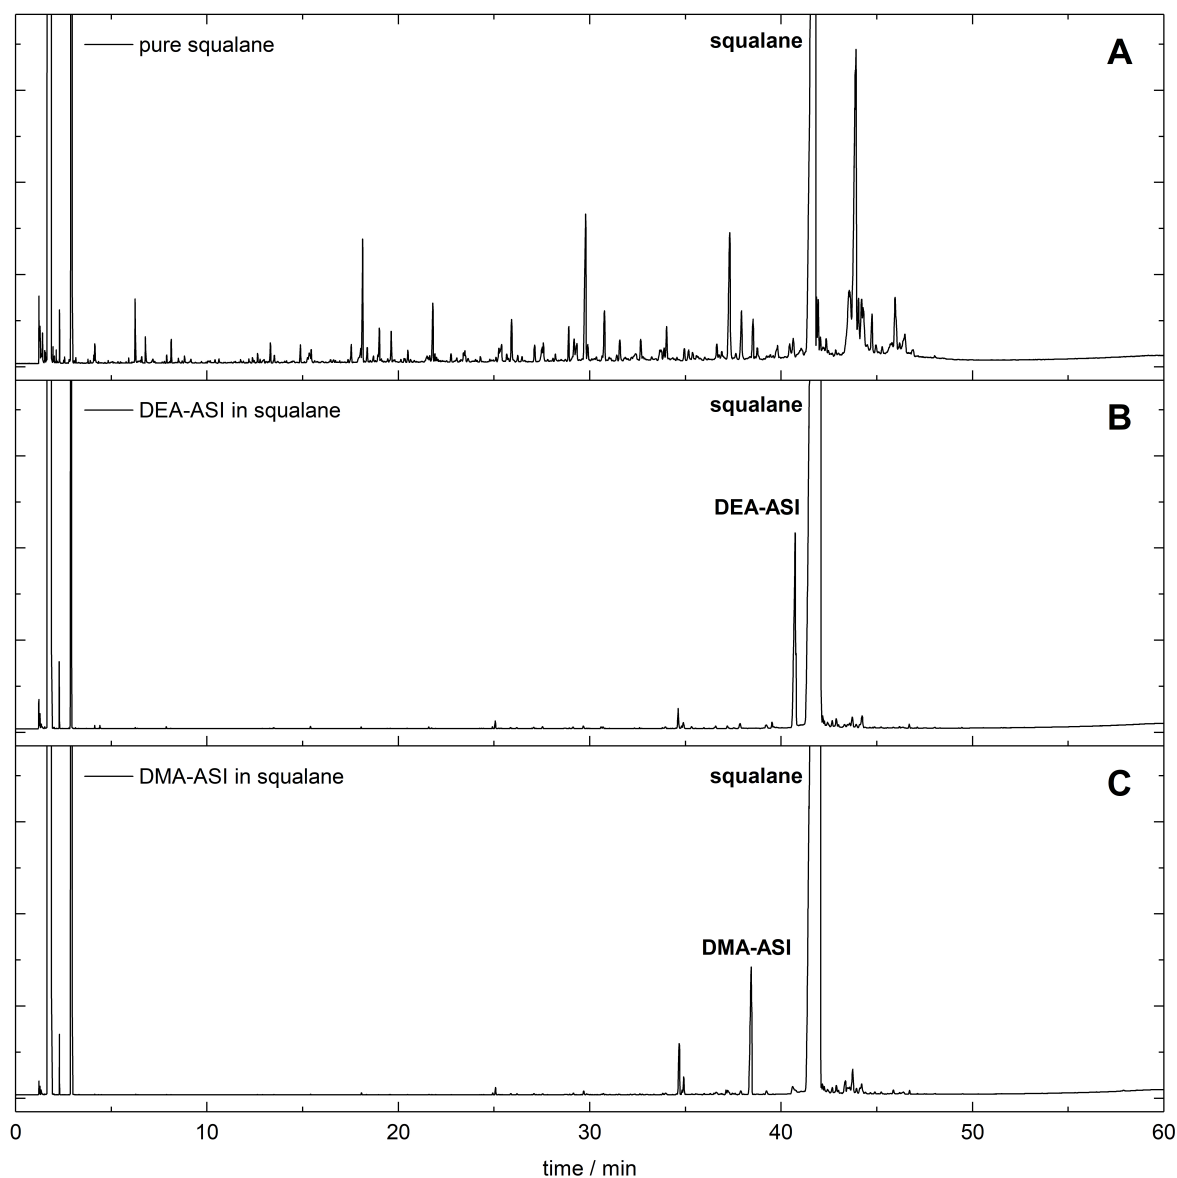 pure squalane
squalane
A
DEA-ASI in squalane
squalane
B
DEA-ASI
DMA-ASI in squalane
squalane
C
DMA-ASI
0 10 20 30 40 50 60
time / min